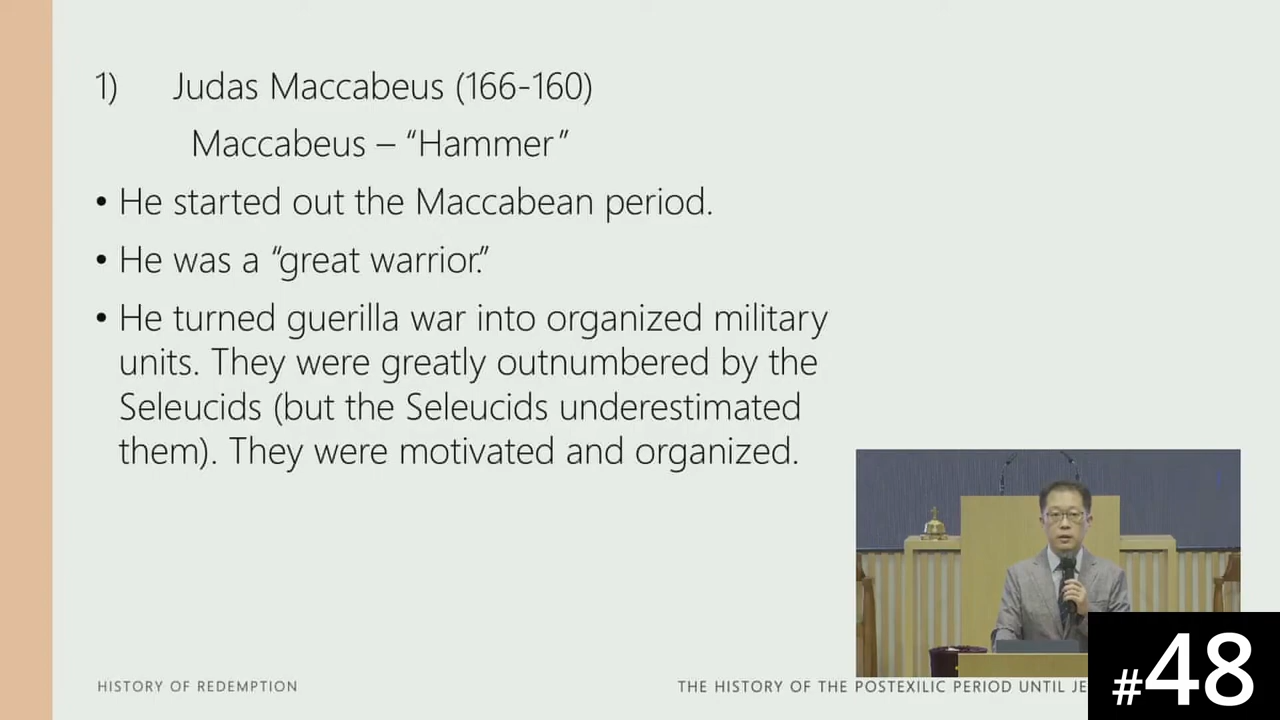 1) Judas Maccabeus (166-160)
Maccabeus – “Hammer”
• He started out the Maccabean period.
• He was a “great warrior.”
• He turned guerilla war into organized military
units. They were greatly outnumbered by the
Seleucids (but the Seleucids underestimated
them). They were motivated and organized.
HISTORY OF REDEMPTION
THE HISTORY OF THE POSTEXILIC PERIOD UNTIL JE
#48